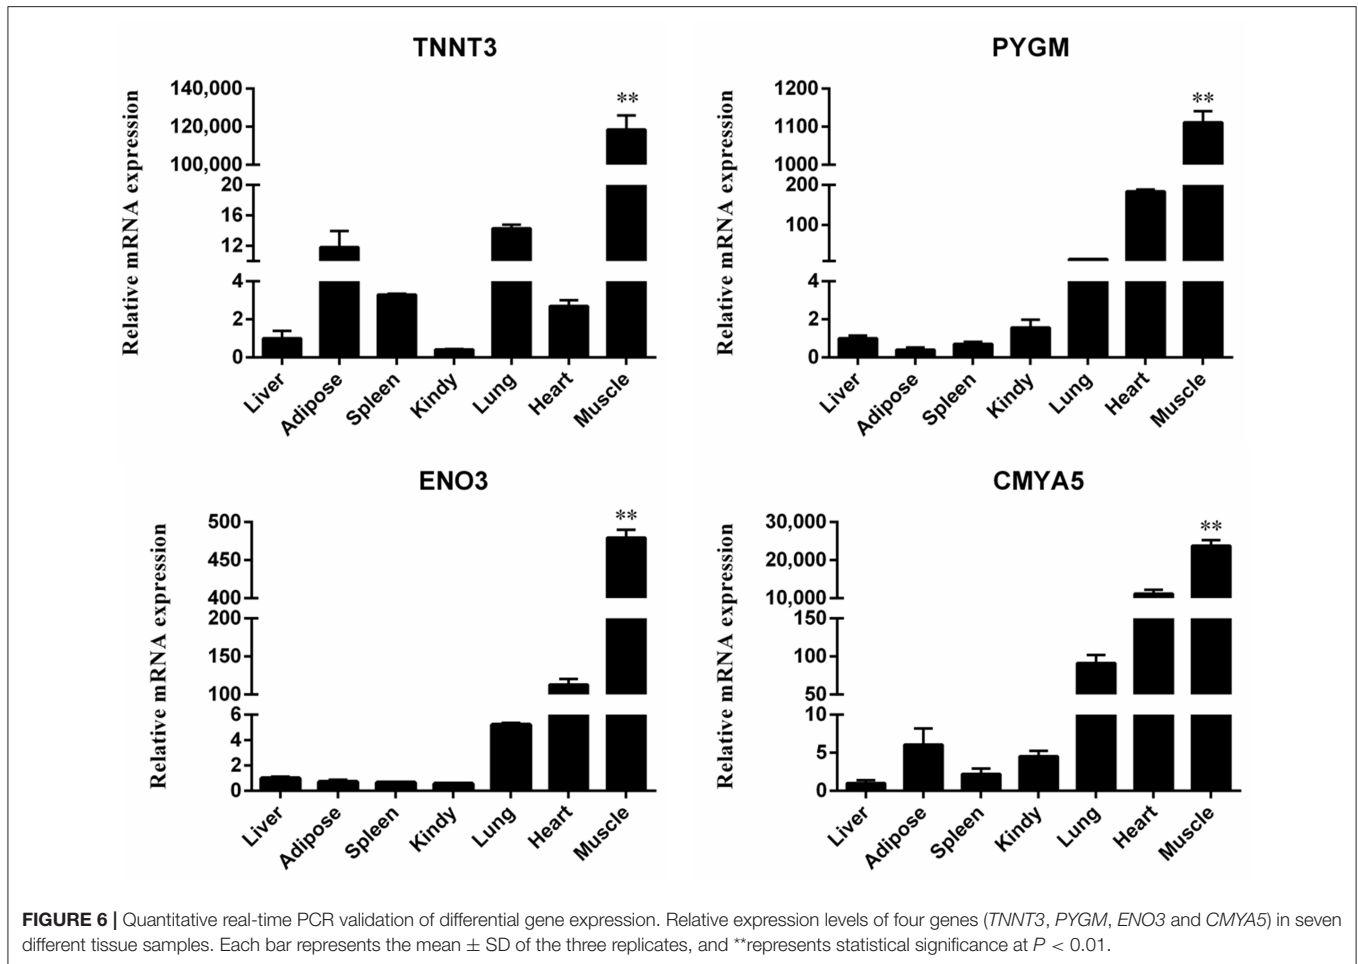 TNNT3
Relative mRNA expression
140,000
120,000
100,000
20
16
12
4
2
0
Liver
Adipose
Spleen
Kindy
Lung
Heart
Muscle
**
PYGM
Relative mRNA expression
1200
1100
1000
200
100
4
2
0
Liver
Adipose
Spleen
Kindy
Lung
Heart
Muscle
**
ENO3
Relative mRNA expression
500
450
400
200
150
100
6
4
2
0
Liver
Adipose
Spleen
Kindy
Lung
Heart
Muscle
**
CMYA5
Relative mRNA expression
30,000
20,000
10,000
150
100
50
10
5
0
Liver
Adipose
Spleen
Kindy
Lung
Heart
Muscle
**
FIGURE 6 | Quantitative real-time PCR validation of differential gene expression. Relative expression levels of four genes (TNNT3, PYGM, ENO3 and CMYA5) in seven
different tissue samples. Each bar represents the mean ± SD of the three replicates, and **represents statistical significance at P < 0.01.